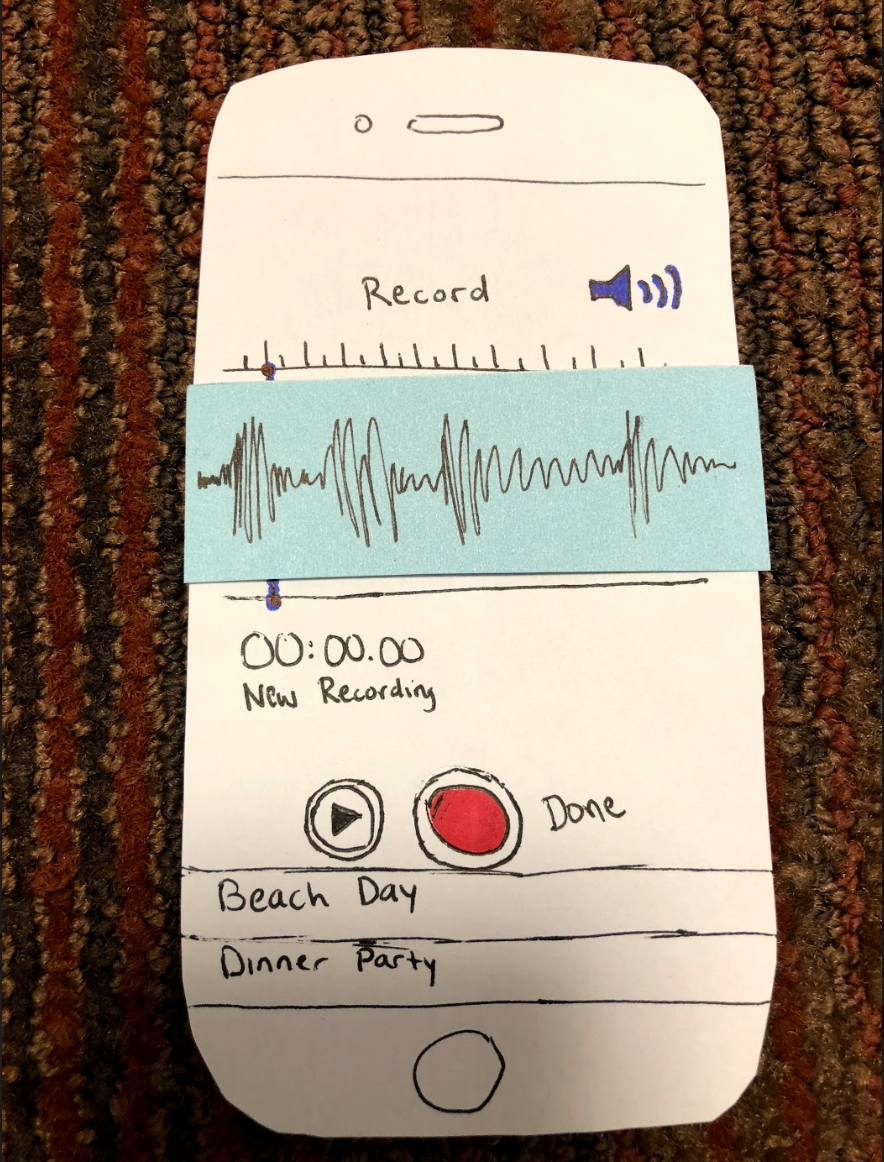 Record
00:00.00
New Recording
Done
Beach Day
Dinner Party